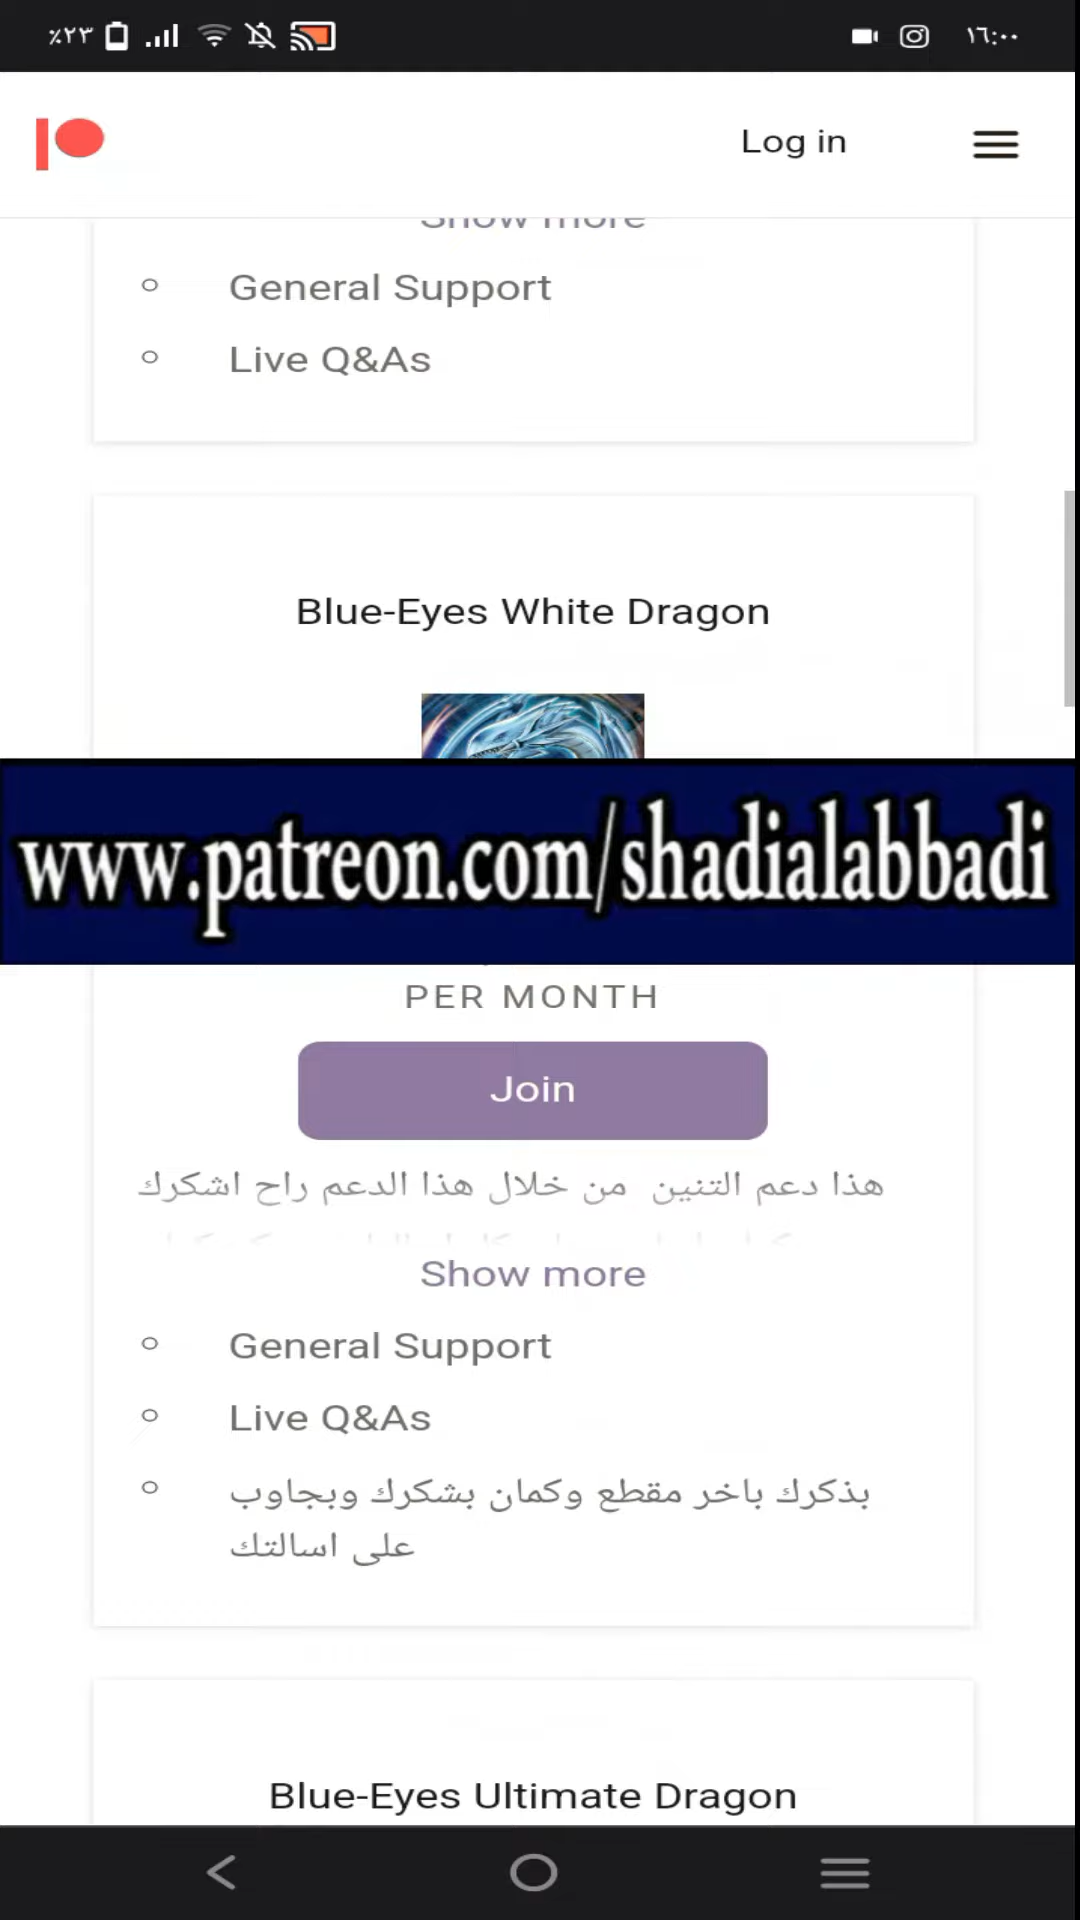 ٪٢٣
١٦:٠٠
Log in
Show more
General Support
Live Q&As
Blue-Eyes White Dragon
www.patreon.com/shadialabbadi
PER MONTH
Join
هذا دعم التنين من خلال هذا الدعم راح اشكرك
Show more
General Support
Live Q&As
بذكرك باخر مقطع وكمان بشكرك وبجاوب
على اسالتك
Blue-Eyes Ultimate Dragon